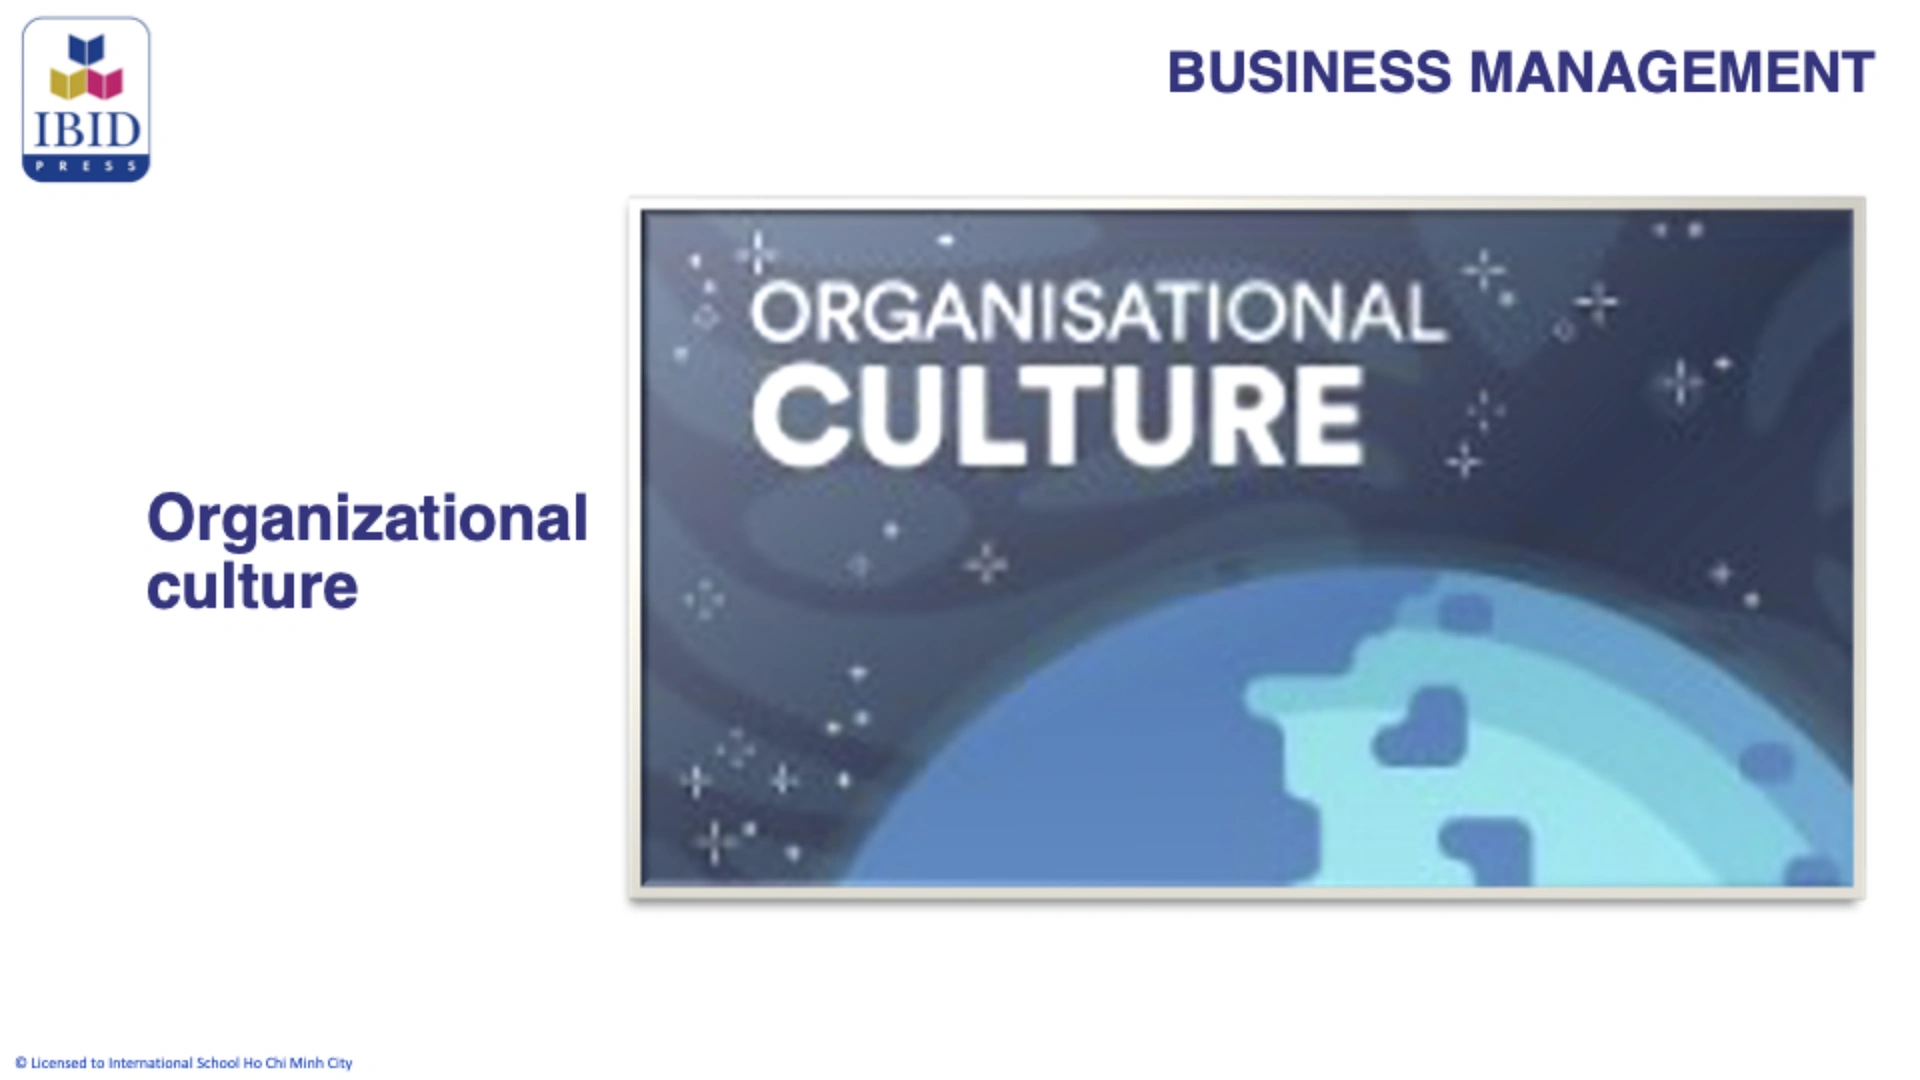 IBID
PRESS
BUSINESS MANAGEMENT
ORGANISATIONAL
CULTURE
Organizational
culture
© Licensed to International School Ho Chi Minh City